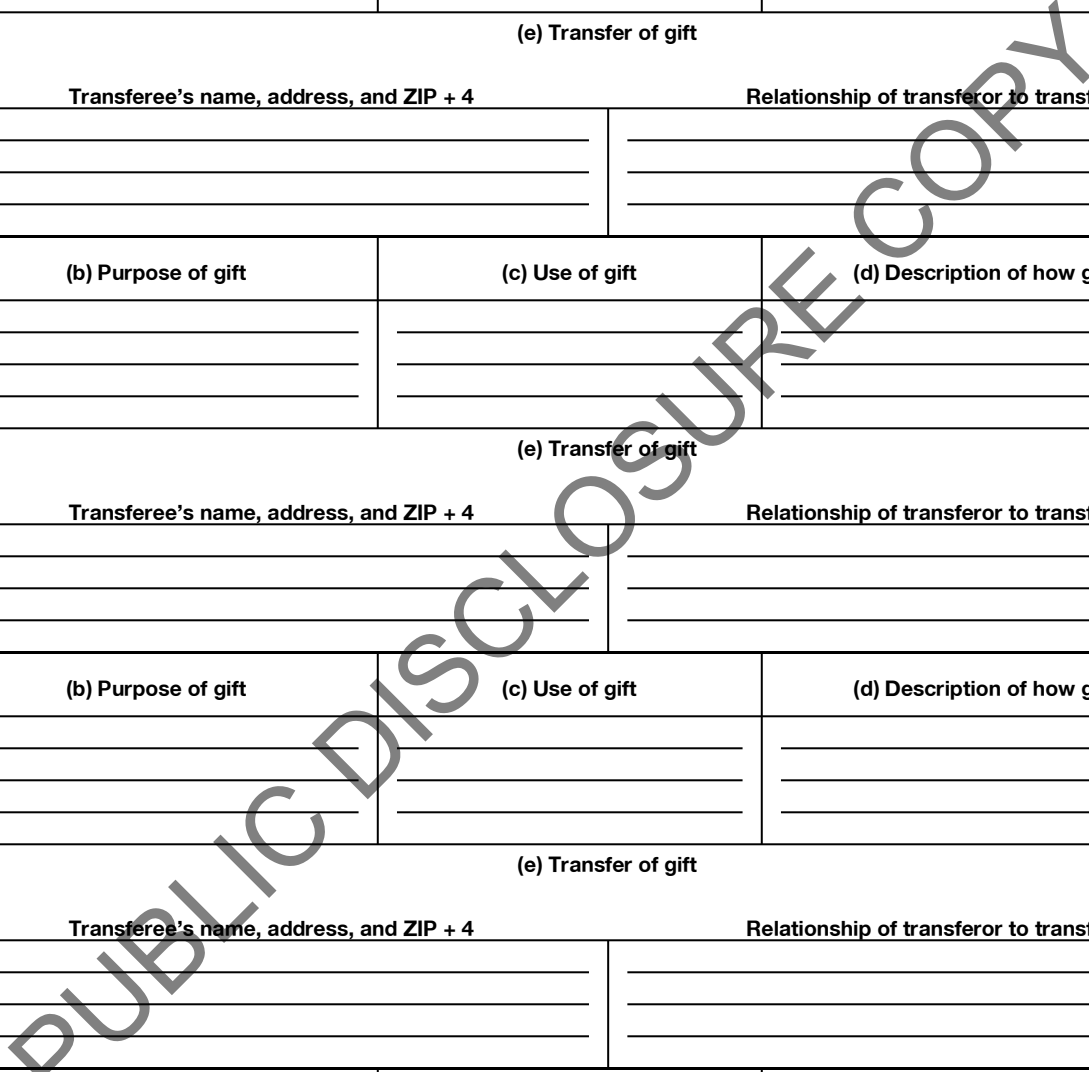 (e) Transfer of gift
Transferee’s name, address, and ZIP + 4 Relationship of transferor to
(b) Purpose of gift (c) Use of gift (d) Description of how
(e) Transfer of gift
Transferee’s name, address, and ZIP + 4 Relationship of transferor to
(b) Purpose of gift (c) Use of gift (d) Description of how
(e) Transfer of gift
Transferee’s name, address, and ZIP + 4 Relationship of transferor to
PUBLIC DISCLOSURE COPY